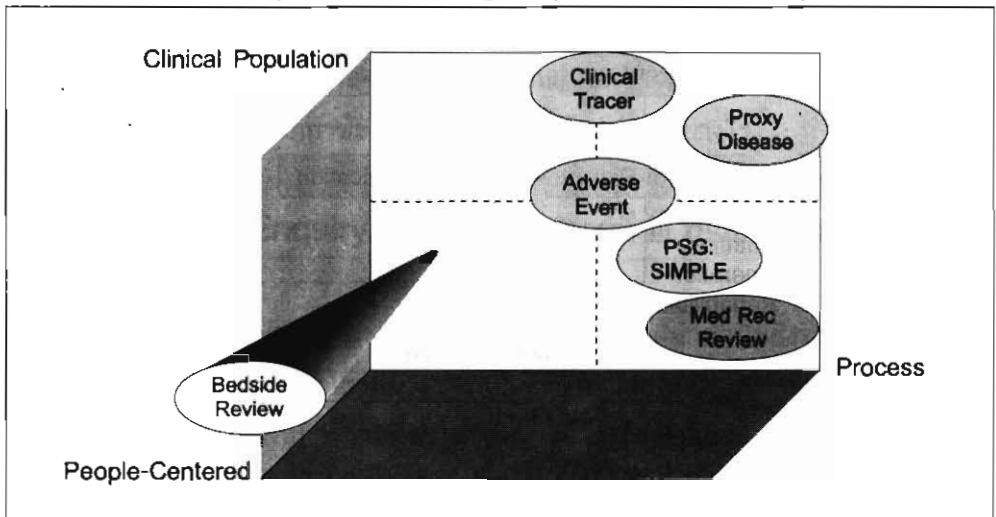 Clinical Population
Clinical
Tracer
Proxy
Disease
Adverse
Event
PSG:
SIMPLE
Med Rec
Review
Process
Bedside
Review
People-Centered